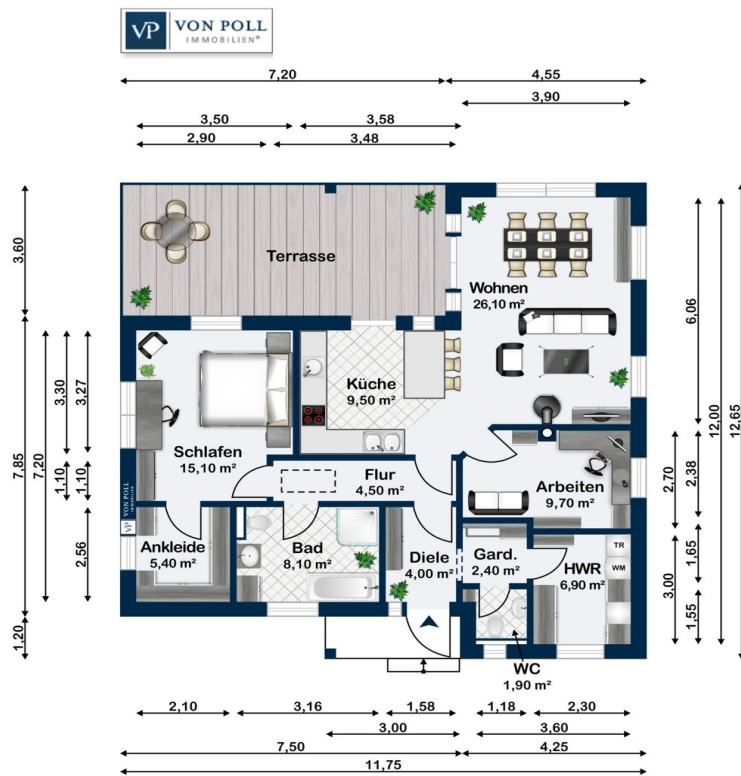 VP VON POLL
IMMOBILIEN®
7,20 4,55
3,90
3,50 3,58
2,90 3,48
3,60
Terrasse
Wohnen
26,10 m²
6,06
Küche
9,50 m²
7,85
7,20
3,30
3,27
12,00
12,65
Schlafen
15,10 m²
1,10
1,10
Flur
4,50 m²
Arbeiten
9,70 m²
2,70
2,38
VP VON POLL
IMMOBILIEN
Ankleide
5,40 m²
2,56
Bad
8,10 m²
Diele
4,00 m²
Gard.
2,40 m²
HWR
6,90 m²
TR
WM
3,00
1,65
1,55
1,20
WC
1,90 m²
2,10 3,16 1,58 1,18 2,30
3,00 3,60
7,50 4,25
11,75